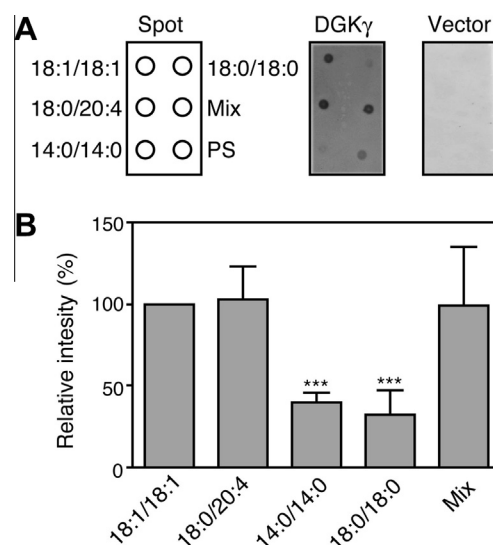 A
Spot
DGKγ
Vector
18:1/18:1
18:0/18:0
18:0/20:4
Mix
14:0/14:0
PS
B
Relative intesity (%)
150
100
50
0
***
***
18:1/18:1
18:0/20:4
14:0/14:0
18:0/18:0
Mix